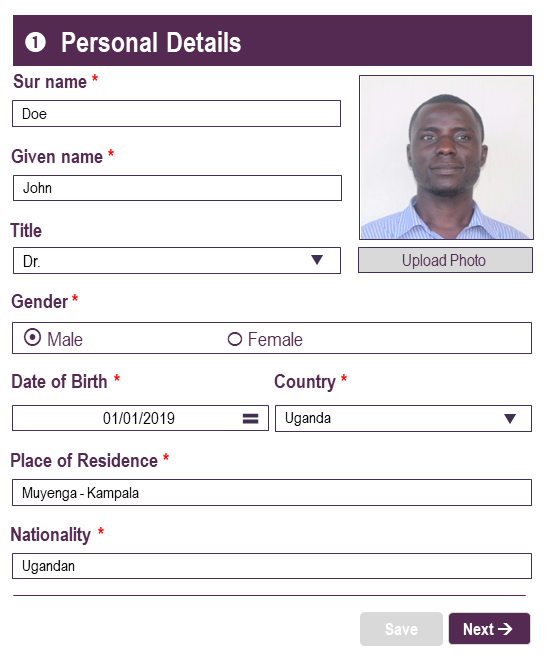 1 Personal Details
Sur name *
Doe
Given name *
John
Title
Dr.
Upload Photo
Gender *
Male Female
Date of Birth * Country *
01/01/2019 Uganda
Place of Residence *
Muyenga - Kampala
Nationality *
Ugandan
Save Next →